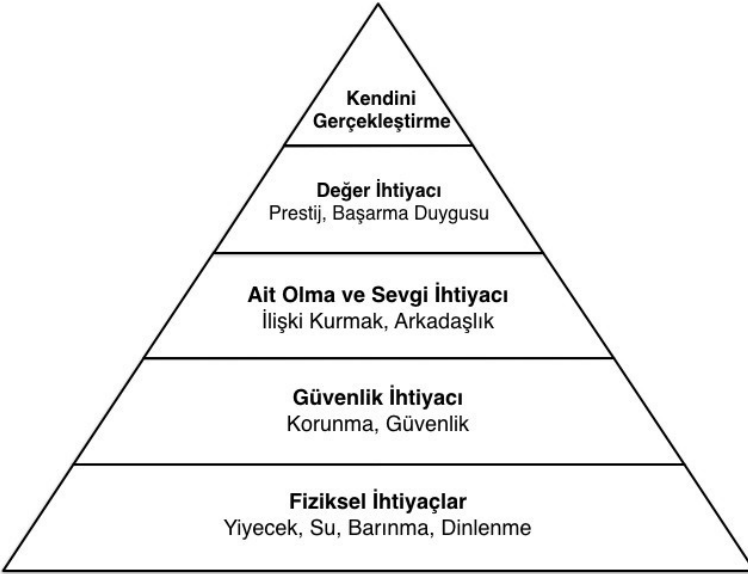 Kendini
Gerçekleştirme
Değer İhtiyacı
Prestij, Başarma Duygusu
Ait Olma ve Sevgi İhtiyacı
İlişki Kurmak, Arkadaşlık
Güvenlik İhtiyacı
Korunma, Güvenlik
Fiziksel İhtiyaçlar
Yiyecek, Su, Barınma, Dinlenme